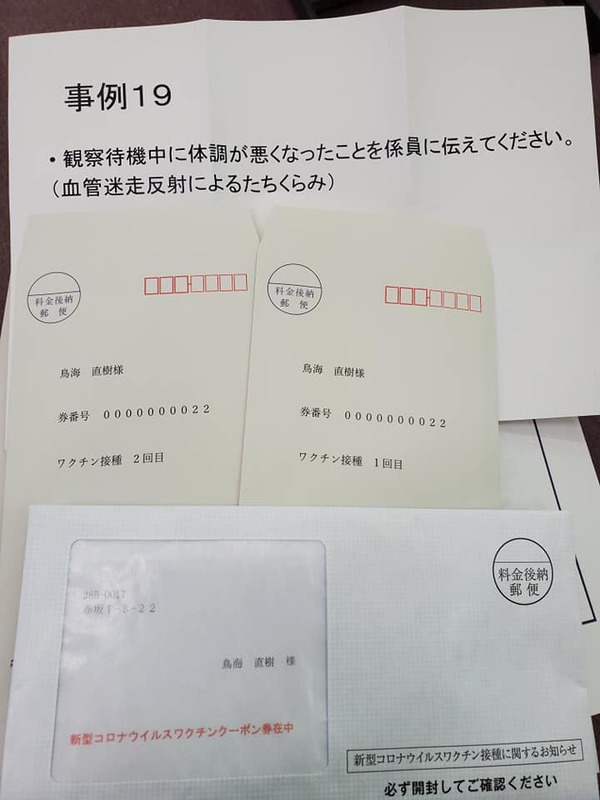 事例19
・観察待機中に体調が悪くなったことを係員に伝えてください。
(血管迷走反射によるたちくらみ)
料金後納
郵便
鳥海 直樹様
券番号 0000000022
ワクチン接種 2回目
料金後納
郵便
鳥海 直樹様
券番号 0000000022
ワクチン接種 1回目
料金後納
郵便
286-0017
赤坂1-8-22
鳥海 直樹 様
新型コロナウイルスワクチンクーポン券在中
新型コロナウイルスワクチン接種に関するお知らせ
必ず開封してご確認ください